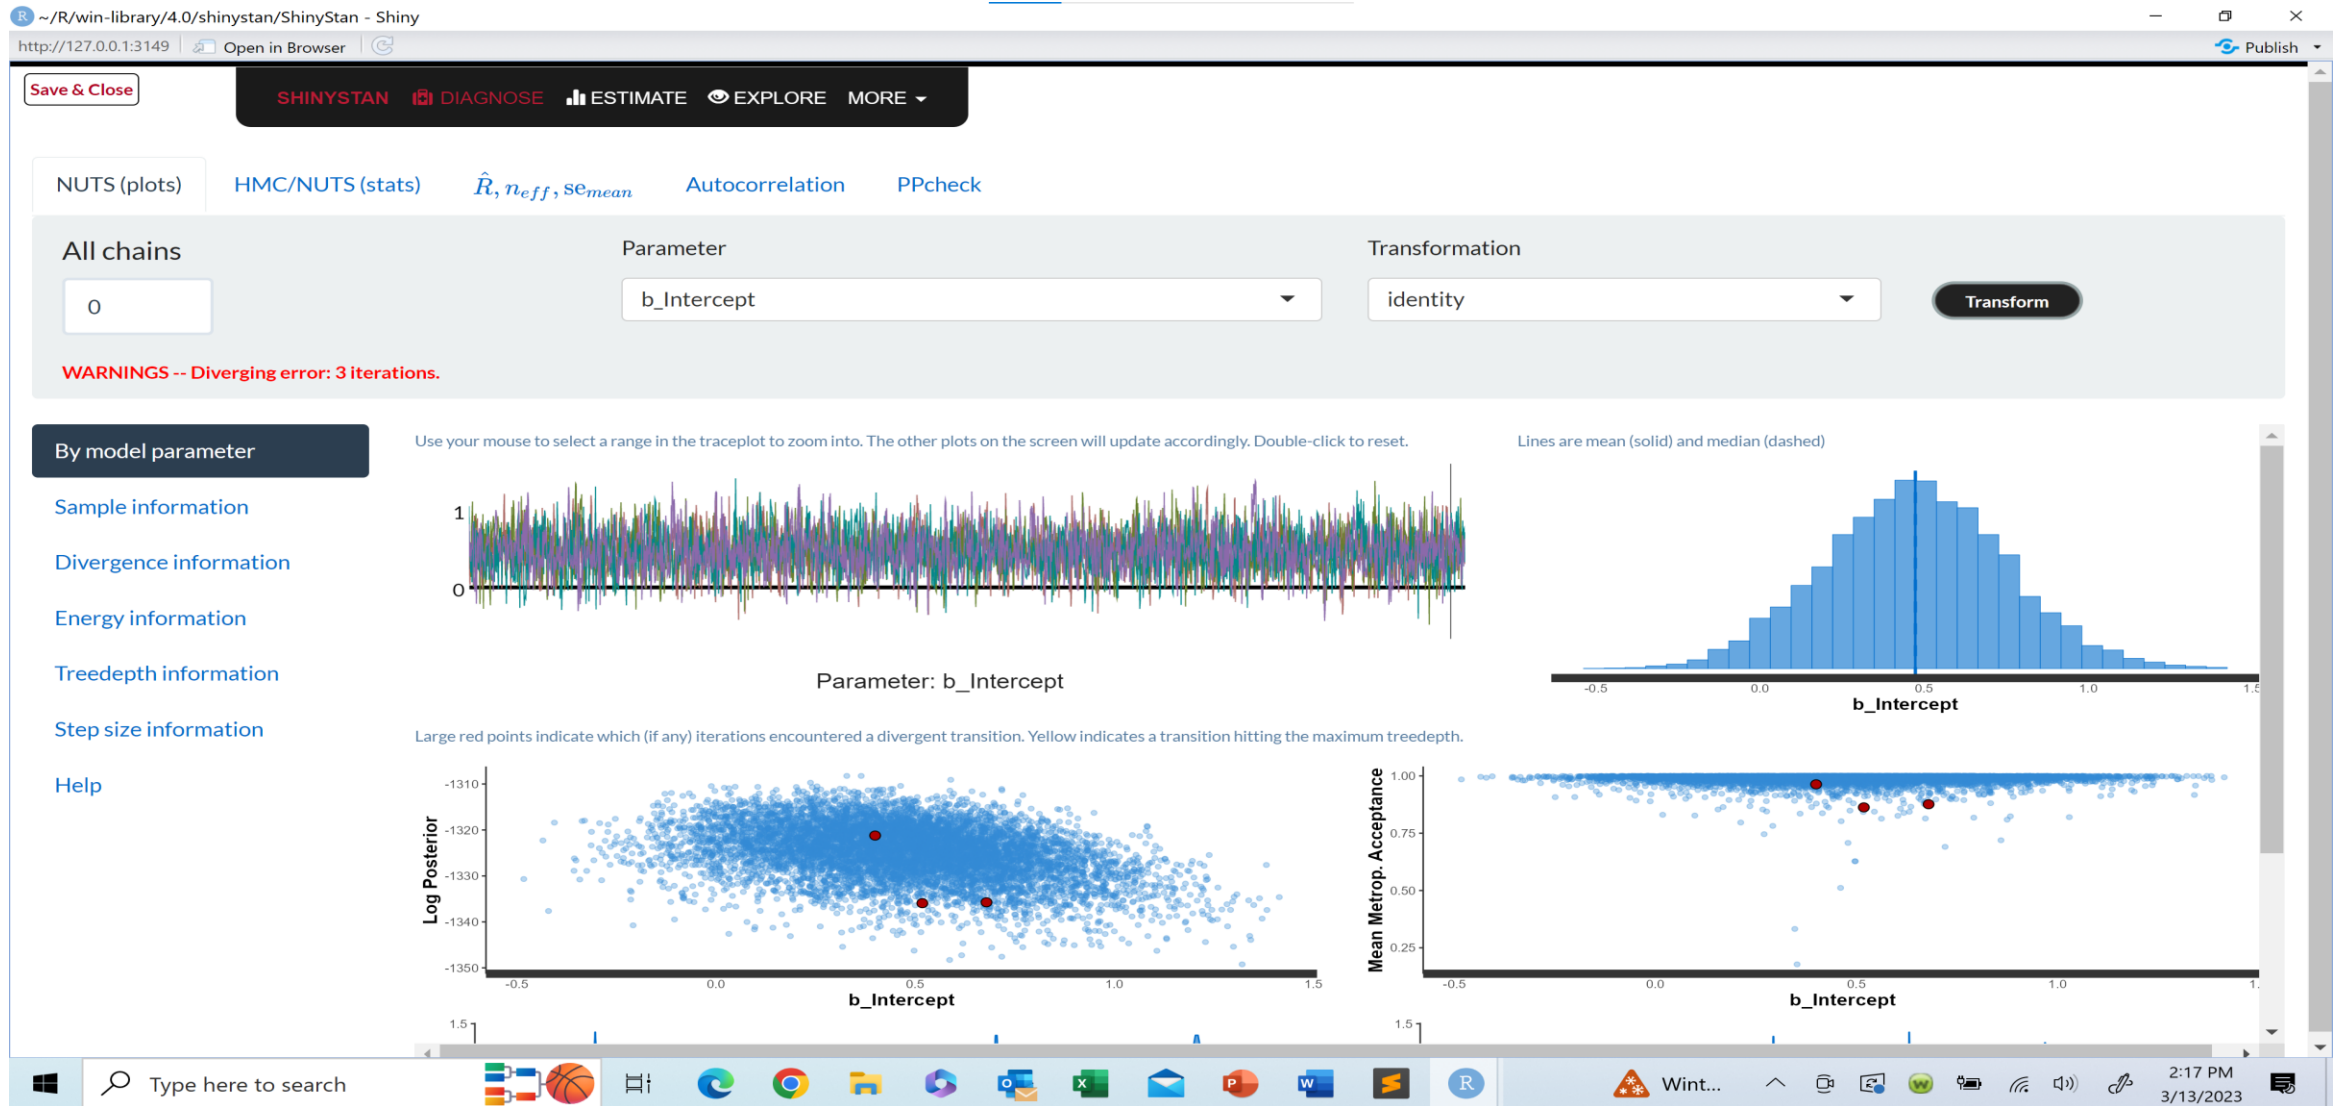 R ~/R/win-library/4.0/shinystan/ShinyStan - Shiny
http://127.0.0.1:3149 Open in Browser Publish
Save & Close
SHINYSTAN DIAGNOSE ESTIMATE EXPLORE MORE
NUTS (plots) HMC/NUTS (stats) R̂, n_eff, se_mean Autocorrelation PPcheck
All chains Parameter Transformation
0 b_Intercept identity Transform
WARNINGS -- Diverging error: 3 iterations.
By model parameter
Sample information
Divergence information
Energy information
Treedepth information
Step size information
Help
Use your mouse to select a range in the traceplot to zoom into. The other plots on the screen will update accordingly. Double-click to reset.
1
0
Parameter: b_Intercept
Lines are mean (solid) and median (dashed)
-0.5 0.0 0.5 1.0 1.5
b_Intercept
Large red points indicate which (if any) iterations encountered a divergent transition. Yellow indicates a transition hitting the maximum treedepth.
Log Posterior
-1310
-1320
-1330
-1340
-1350
-0.5 0.0 0.5 1.0 1.5
b_Intercept
Mean Metrop. Acceptance
1.00
0.75
0.50
0.25
-0.5 0.0 0.5 1.0 1.
b_Intercept
1.5 1.5
Type here to search Wint... 2:17 PM
3/13/2023